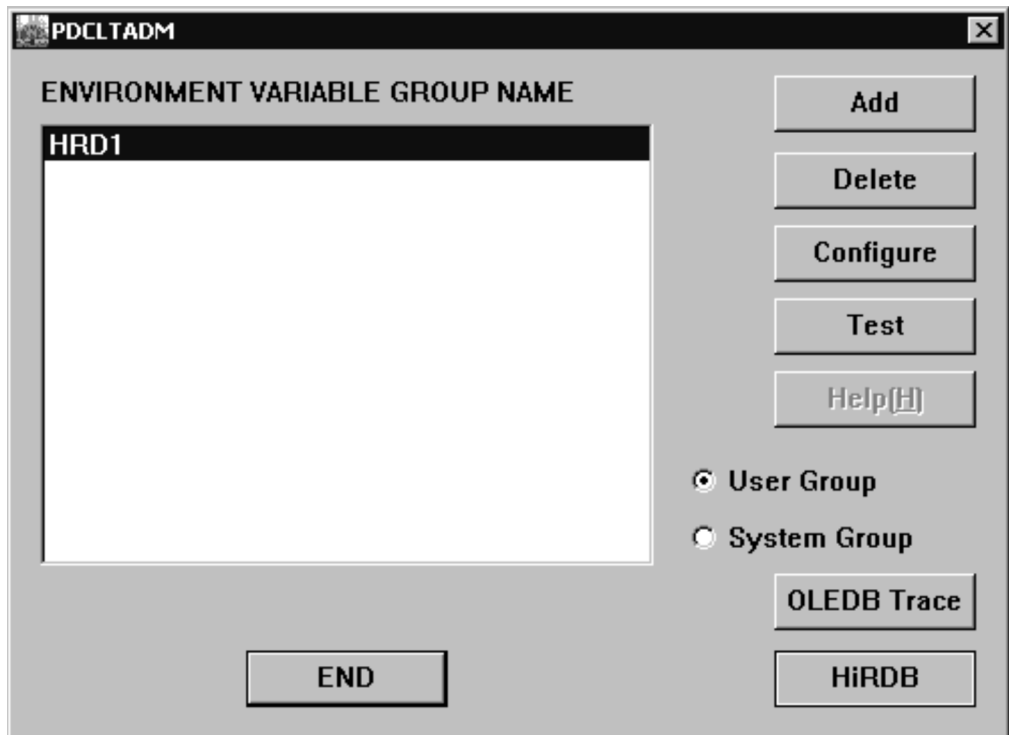 PDCLTADM
ENVIRONMENT VARIABLE GROUP NAME
HRD1
Add
Delete
Configure
Test
Help(H)
User Group
System Group
OLEDB Trace
END
HiRDB